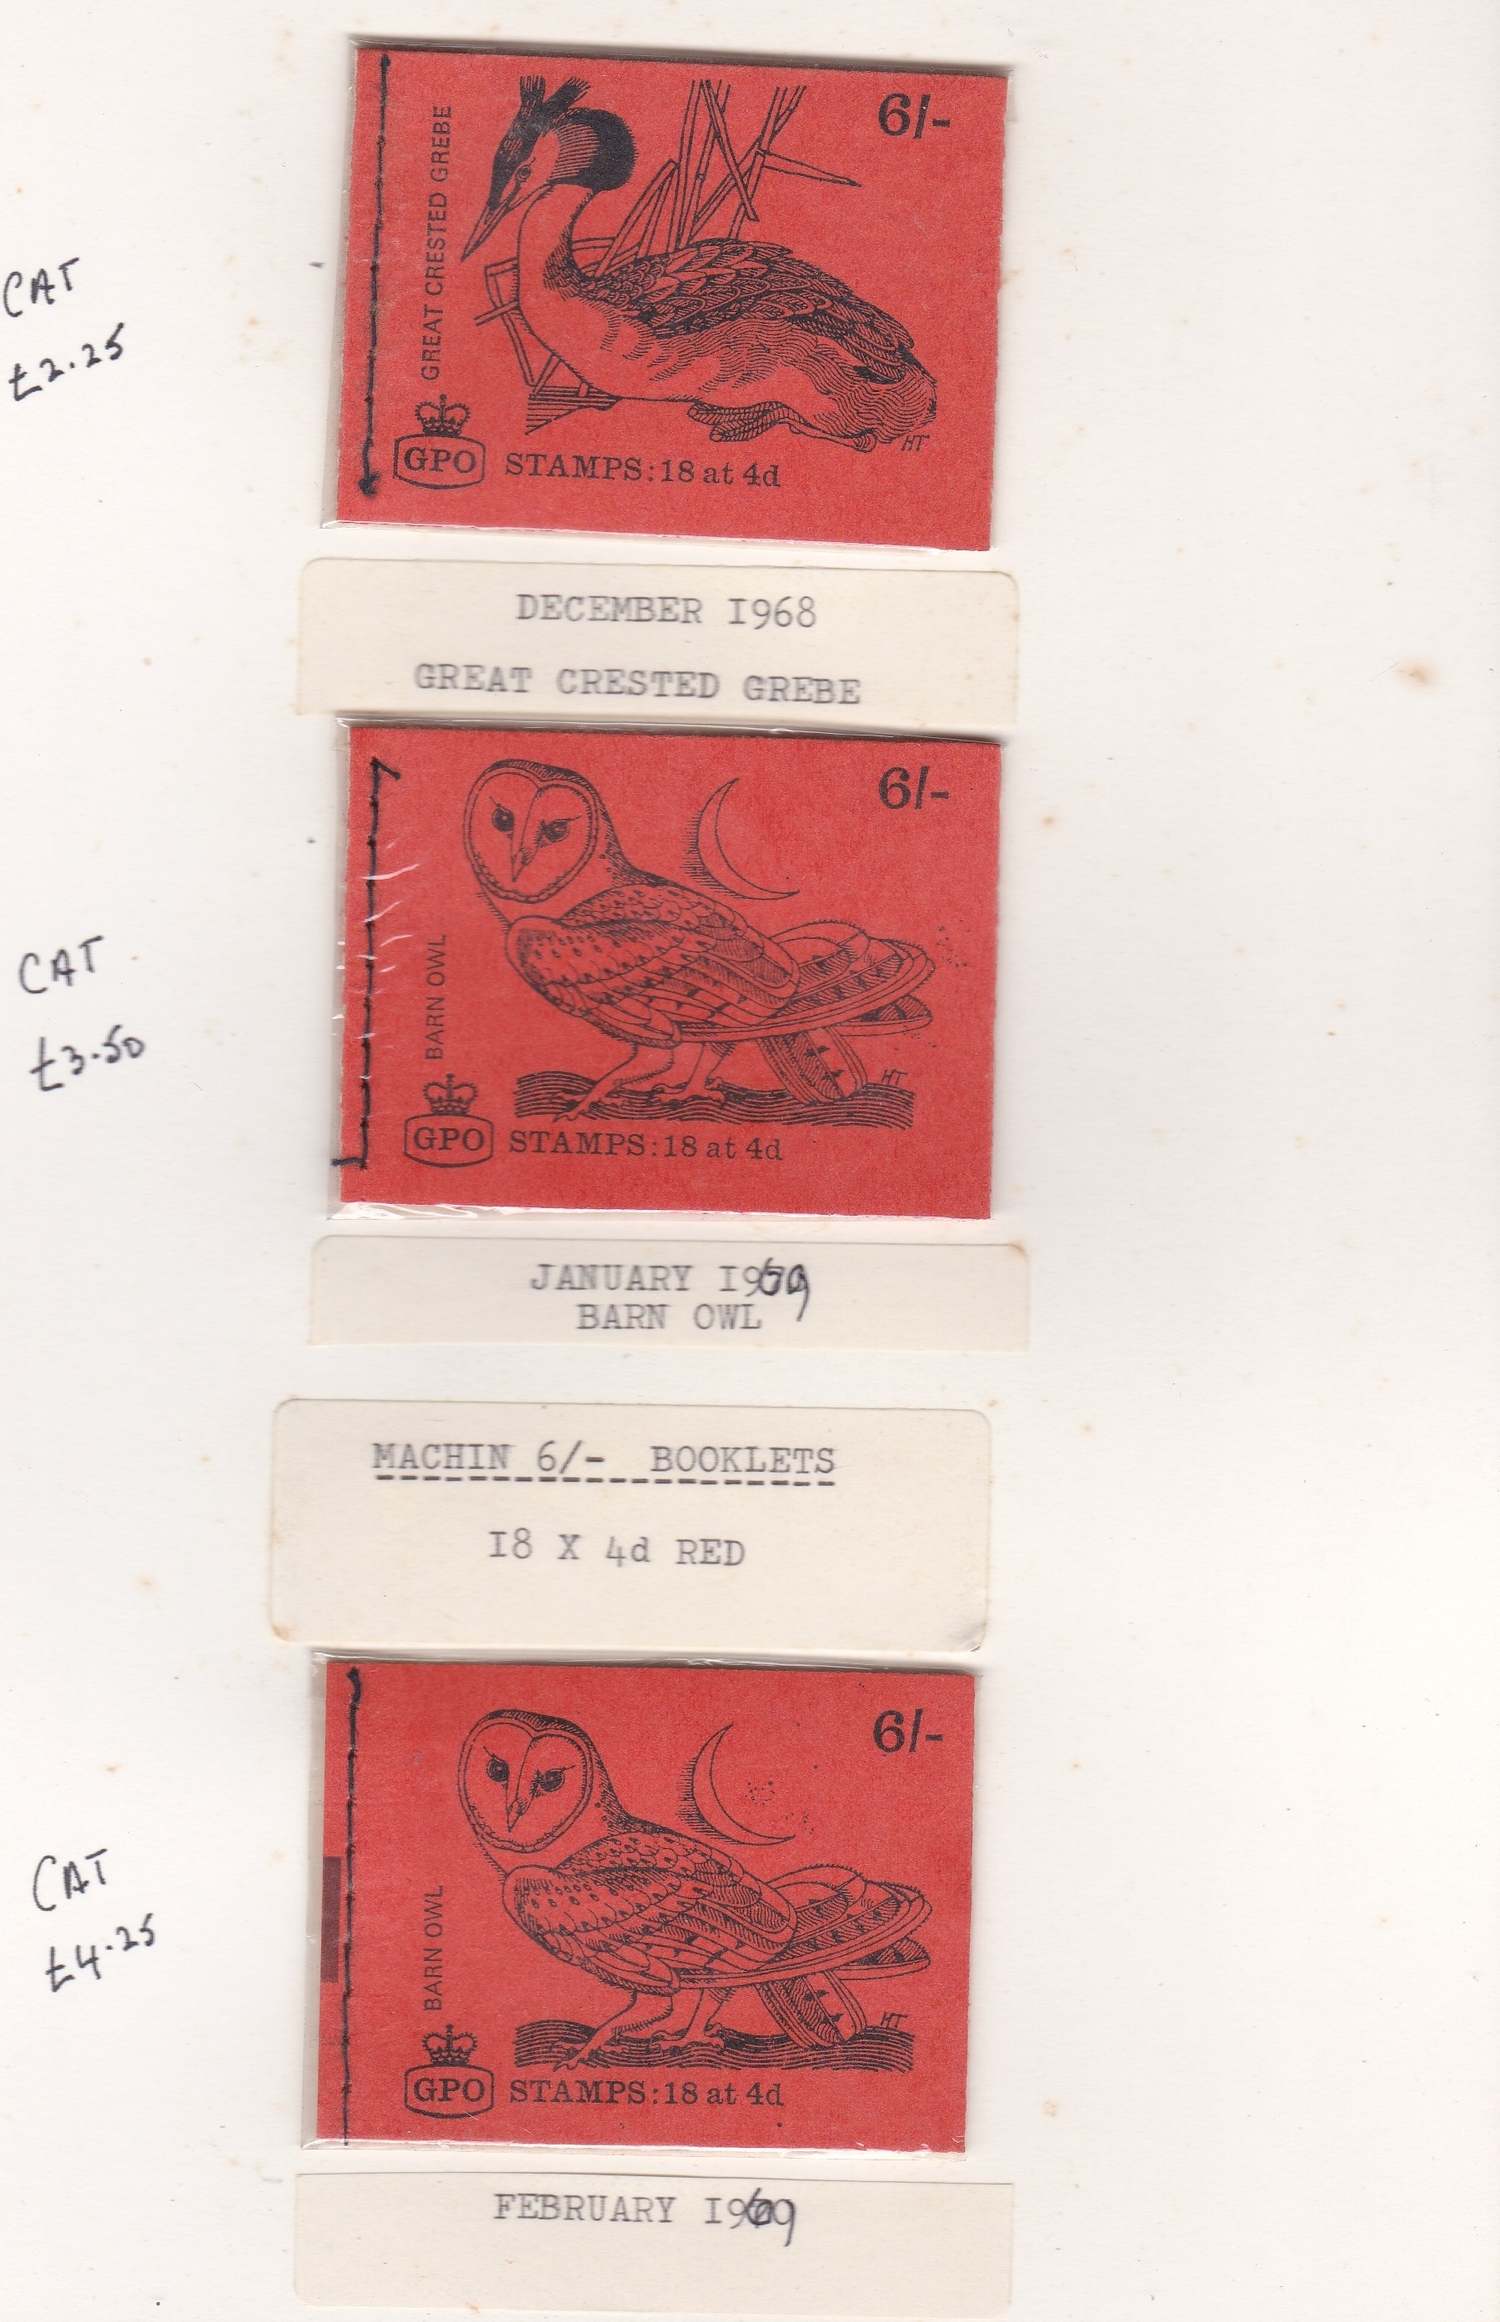 6/-
GREAT CRESTED GREBE
HT
GPO STAMPS: 18 at 4d
CAT
£2.25
DECEMBER 1968
GREAT CRESTED GREBE
6/-
BARN OWL
HT
GPO STAMPS: 18 at 4d
CAT
£3.50
JANUARY 1969
BARN OWL
MACHIN 6/- BOOKLETS
18 X 4d RED
6/-
BARN OWL
HT
GPO STAMPS: 18 at 4d
CAT
£4.25
FEBRUARY 1969